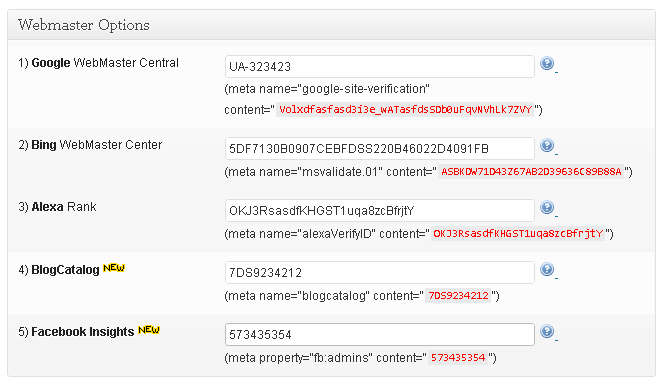 Webmaster Options
1) Google WebMaster Central
UA-323423
(meta name="google-site-verification"
content="Volxdfasfasd3i3e_wATasfdsSDb0uFqvNVhLk7ZVY")
2) Bing WebMaster Center
5DF7130B0907CEBFDSS220B46022D4091FB
(meta name="msvalidate.01" content="ASBKDW71D43Z67AB2D39636C89B80A")
3) Alexa Rank
OKJ3RsasdfKHGST1uqa8zcBfrjtY
(meta name="alexaVerifyID" content="OKJ3RsasdfKHGST1uqa8zcBfrjtY")
4) BlogCatalog NEW
7DS9234212
(meta name="blogcatalog" content="7DS9234212")
5) Facebook Insights NEW
573435354
(meta property="fb:admins" content="573435354")